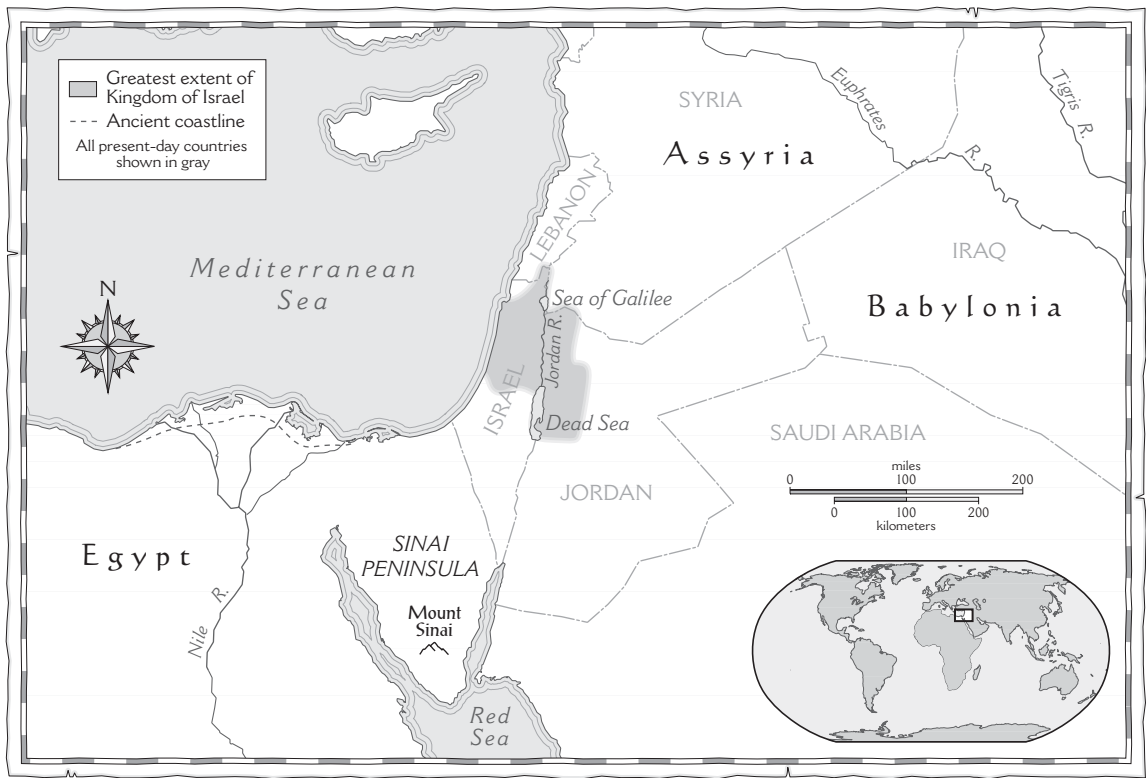 Greatest extent of
Kingdom of Israel
Ancient coastline
All present-day countries
shown in gray
SYRIA
Assyria
Euphrates
R.
Tigris R.
LEBANON
Mediterranean
Sea
IRAQ
Babylonia
N
Sea of Galilee
Jordan R.
ISRAEL
Dead Sea
SAUDI ARABIA
JORDAN
miles
0 100 200
0 100 200
kilometers
Egypt
SINAI
PENINSULA
Mount
Sinai
Nile R.
Red
Sea